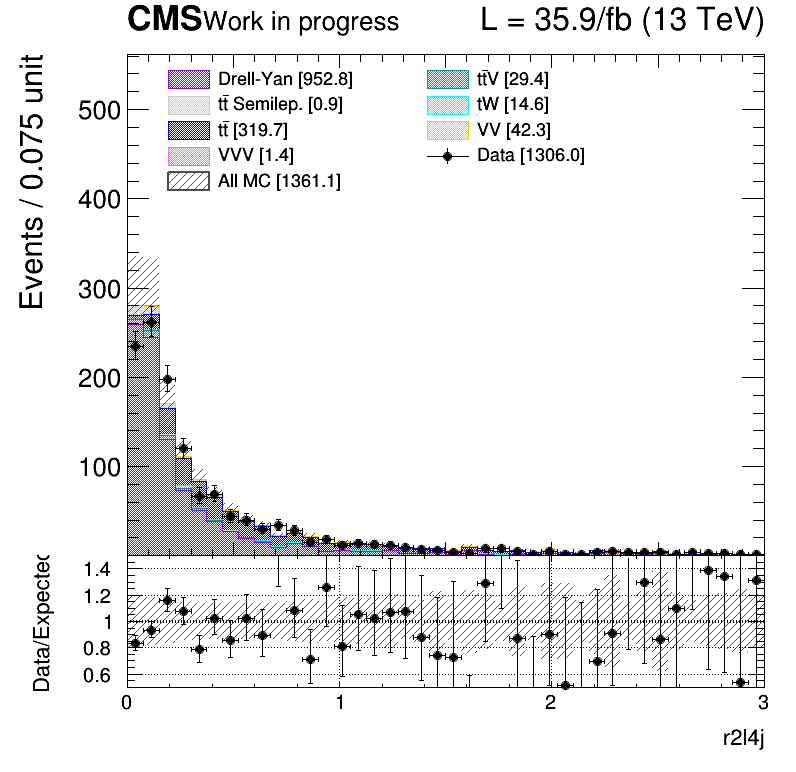 CMS Work in progress L = 35.9/fb (13 TeV)
Events / 0.075 unit
Drell-Yan [952.8]
tt̄ Semilep. [0.9]
tt̄ [319.7]
VVV [1.4]
All MC [1361.1]
tt̄V [29.4]
tW [14.6]
VV [42.3]
Data [1306.0]
500
400
300
200
100
Data/Expected
1.4
1.2
1
0.8
0.6
0 1 2 3
r2l4j